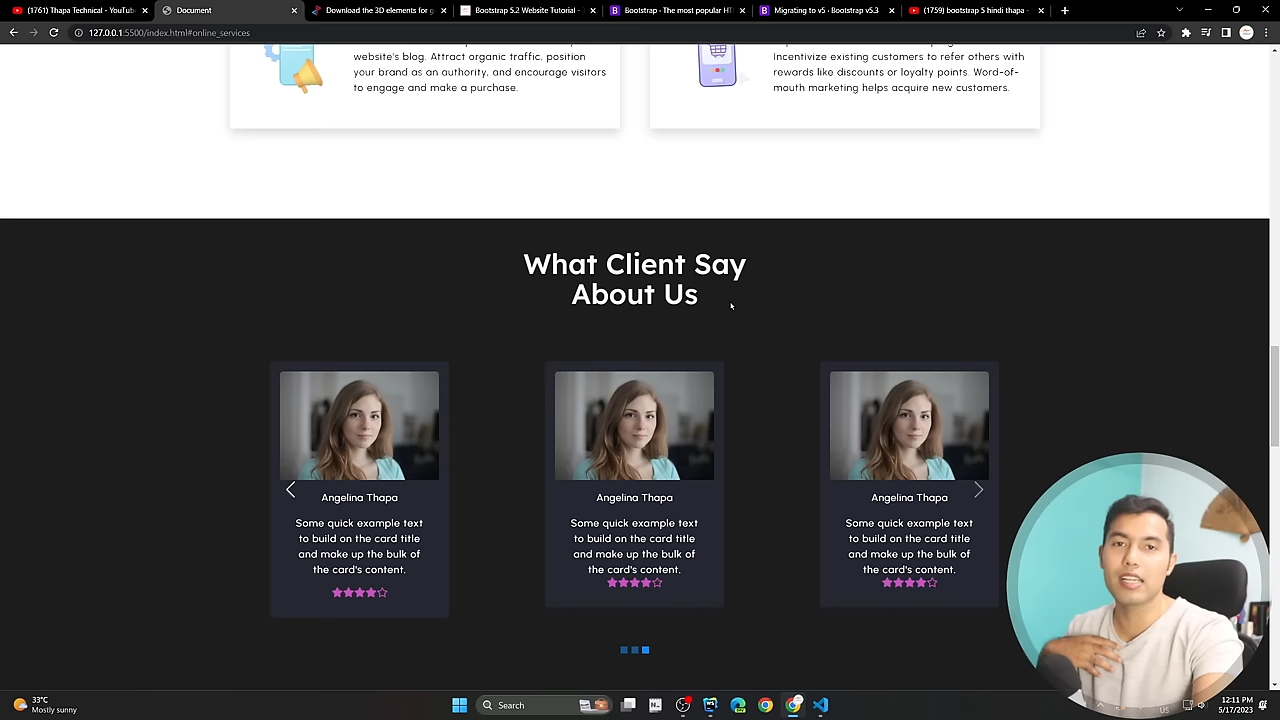 (1761) Thapa Technical - YouTube
Document
Download the 3D elements for g
Bootstrap 5.2 Website Tutorial -
Bootstrap · The most popular HT
Migrating to v5 · Bootstrap v5.3
(1759) bootstrap 5 hindi thapa -
127.0.0.1:5500/index.html#online_services
website's blog. Attract organic traffic, position
your brand as an authority, and encourage visitors
to engage and make a purchase.
Incentivize existing customers to refer others with
rewards like discounts or loyalty points. Word-of-
mouth marketing helps acquire new customers.
What Client Say
About Us
Angelina Thapa
Some quick example text
to build on the card title
and make up the bulk of
the card's content.
Angelina Thapa
Some quick example text
to build on the card title
and make up the bulk of
the card's content.
Angelina Thapa
Some quick example text
to build on the card title
and make up the bulk of
the card's content.
33°C
Mostly sunny
Search
US
12:11 PM
5/17/2023